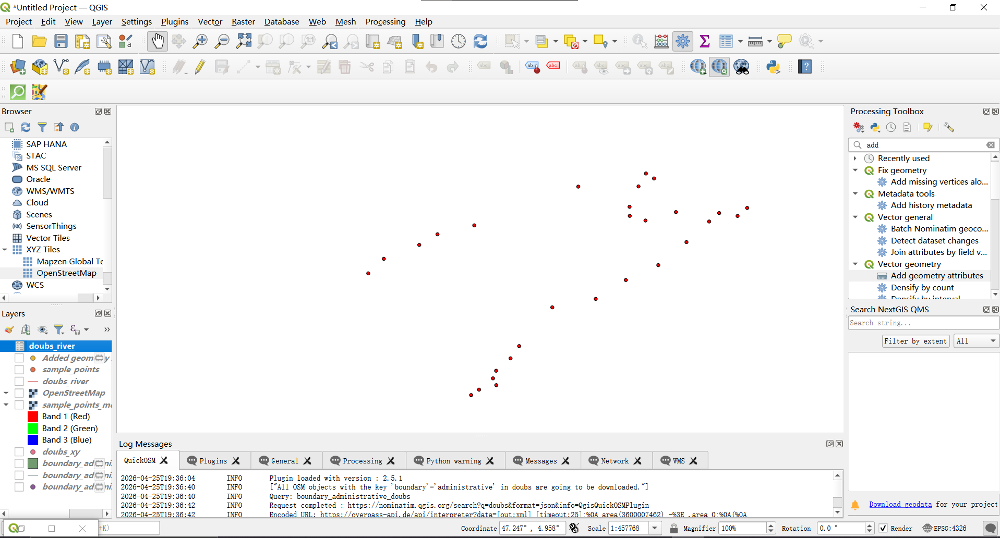 *Untitled Project — QGIS
Project Edit View Layer Settings Plugins Vector Raster Database Web Mesh Processing Help
Browser
SAP HANA
STAC
MS SQL Server
Oracle
WMS/WMTS
Cloud
Scenes
SensorThings
Vector Tiles
XYZ Tiles
Mapzen Global Te
OpenStreetMap
WCS
Layers
doubs_river
Added geom y
sample_points
doubs_river
OpenStreetMap
sample_points_m
Band 1 (Red)
Band 2 (Green)
Band 3 (Blue)
doubs_xy
boundary_ad ni
boundary_ad ni
boundary_ad ni
Log Messages
QuickOSM Plugins General Processing Python warning Messages Network WMS
2026-04-25T19:36:04 INFO Plugin loaded with version : 2.5.1
2026-04-25T19:36:40 INFO ["All OSM objects with the key 'boundary'='administrative' in doubs are going to be downloaded."]
2026-04-25T19:36:40 INFO Query: boundary_administrative_doubs
2026-04-25T19:36:42 INFO Request completed : https://nominatim.qgis.org/search?q=doubs&format=json&info=QgisQuickOSMPlugin
2026-04-25T19:36:42 INFO Encoded URL: https://overpass-api.de/api/interpreter?data=[out:xml] [timeout:25];%0A area(3600007462) -%3E .area_0;%0A(%0A
Processing Toolbox
add
Recently used
Fix geometry
Add missing vertices alo...
Metadata tools
Add history metadata
Vector general
Batch Nominatim geoco...
Detect dataset changes
Join attributes by field v...
Vector geometry
Add geometry attributes
Densify by count
Densify by interval
Search NextGIS QMS
Search string...
Filter by extent All
Download geodata for your project
+K)
Coordinate 47.247° , 4.958° Scale 1:457768 Magnifier 100% Rotation 0.0 ° Render EPSG:4326